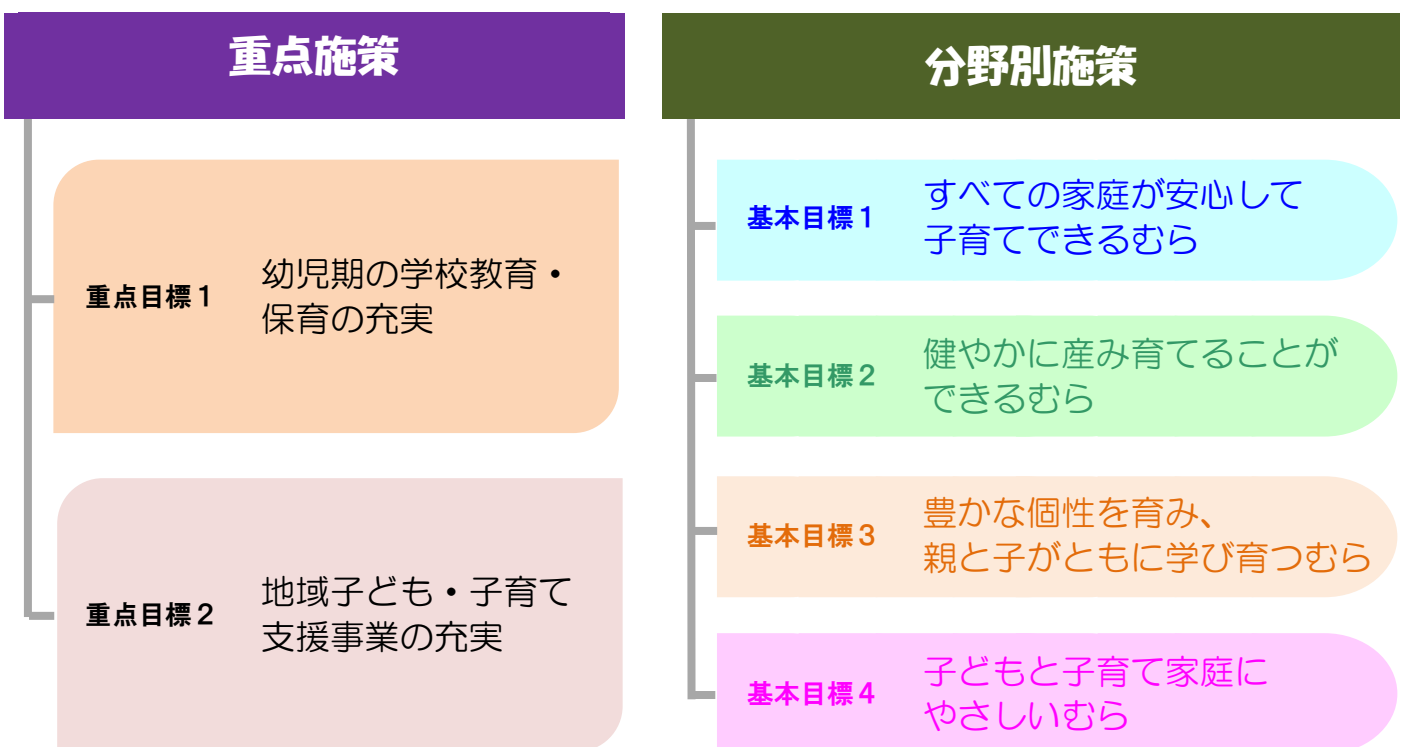 重点施策
重点目標1
幼児期の学校教育・
保育の充実
重点目標2
地域子ども・子育て
支援事業の充実
分野別施策
基本目標1
すべての家庭が安心して
子育てできるむら
基本目標2
健やかに産み育てることが
できるむら
基本目標3
豊かな個性を育み、
親と子がともに学び育つむら
基本目標4
子どもと子育て家庭に
やさしいむら